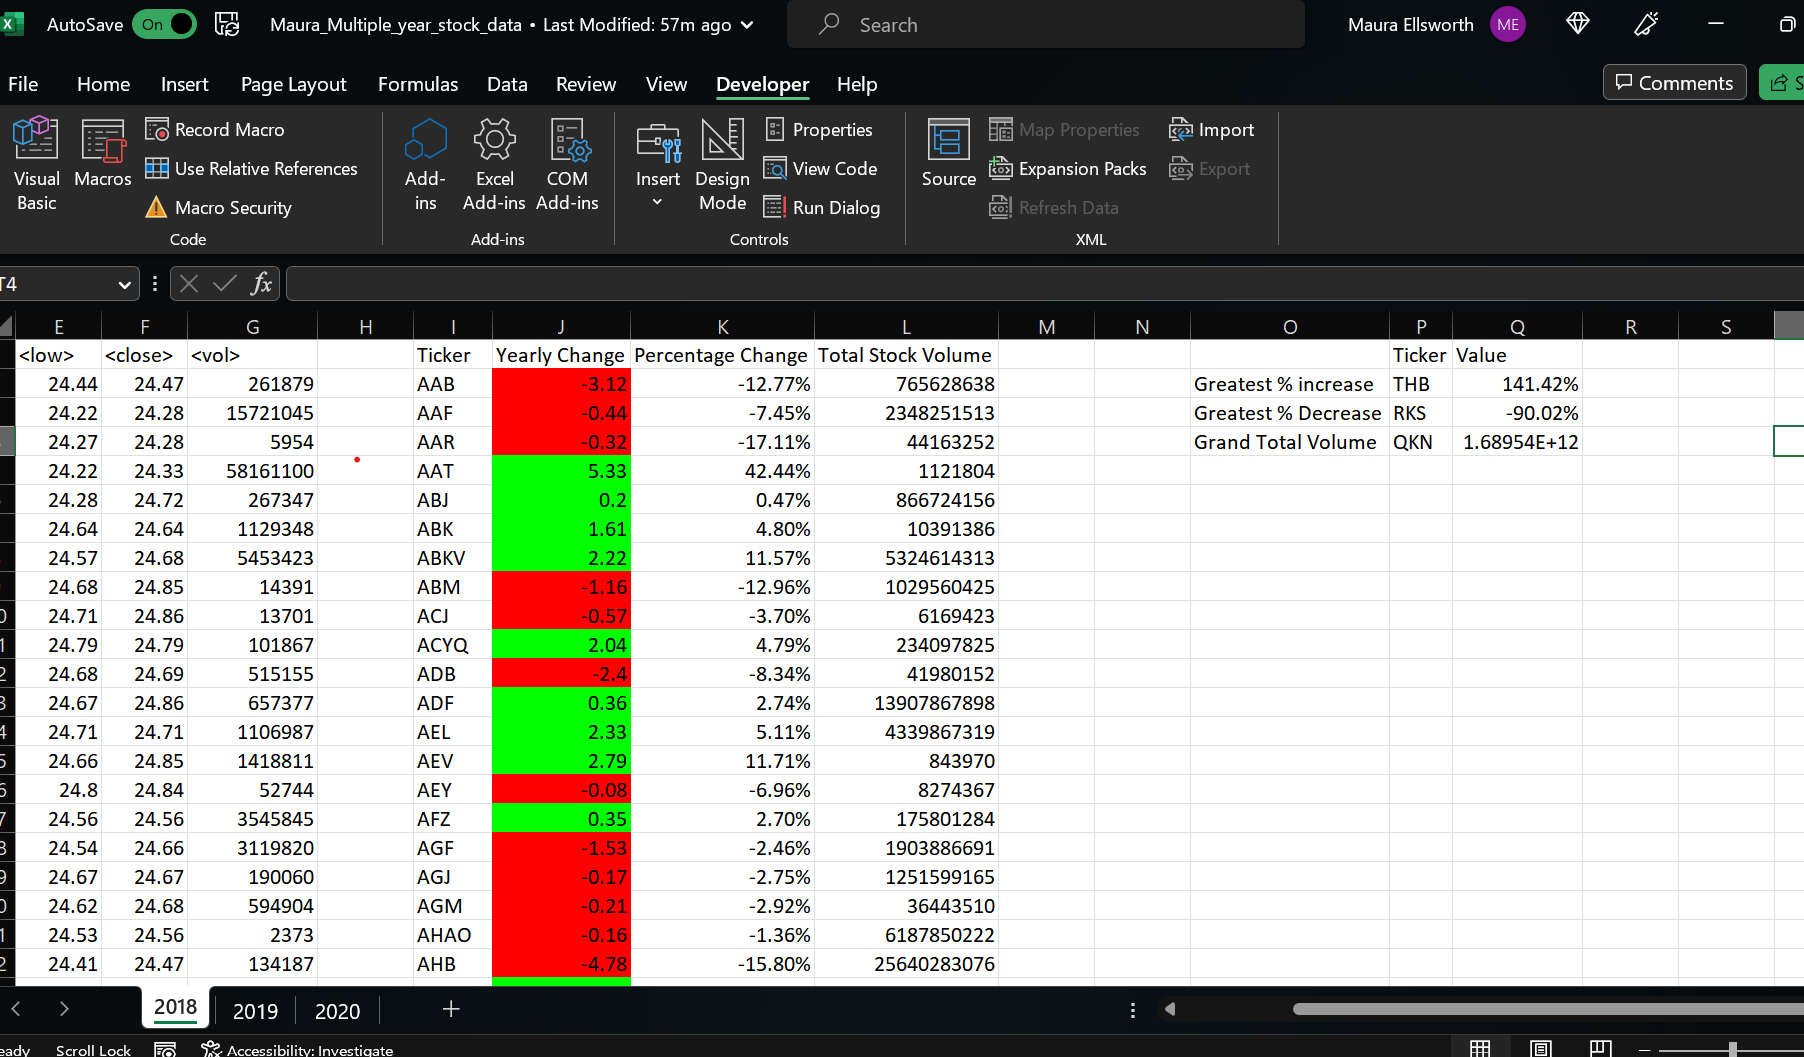 AutoSave On Maura_Multiple_year_stock_data • Last Modified: 57m ago Search Maura Ellsworth ME
File Home Insert Page Layout Formulas Data Review View Developer Help Comments
Visual Basic
Macros
Record Macro
Use Relative References
Macro Security
Code
Add-ins
Excel Add-ins
COM Add-ins
Add-ins
Insert
Design Mode
Properties
View Code
Run Dialog
Controls
Source
Map Properties
Expansion Packs
Refresh Data
Import
Export
XML
T4 fx
E F G H I J K L M N O P Q R S
<low> <close> <vol> Ticker Yearly Change Percentage Change Total Stock Volume Ticker Value
24.44 24.47 261879 AAB -3.12 -12.77% 765628638 Greatest % increase THB 141.42%
24.22 24.28 15721045 AAF -0.44 -7.45% 2348251513 Greatest % Decrease RKS -90.02%
24.27 24.28 5954 AAR -0.32 -17.11% 44163252 Grand Total Volume QKN 1.68954E+12
24.22 24.33 58161100 AAT 5.33 42.44% 1121804
24.28 24.72 267347 ABJ 0.2 0.47% 866724156
24.64 24.64 1129348 ABK 1.61 4.80% 10391386
24.57 24.68 5453423 ABKV 2.22 11.57% 5324614313
24.68 24.85 14391 ABM -1.16 -12.96% 1029560425
24.71 24.86 13701 ACJ -0.57 -3.70% 6169423
24.79 24.79 101867 ACYQ 2.04 4.79% 234097825
24.68 24.69 515155 ADB -2.4 -8.34% 41980152
24.67 24.86 657377 ADF 0.36 2.74% 13907867898
24.71 24.71 1106987 AEL 2.33 5.11% 4339867319
24.66 24.85 1418811 AEV 2.79 11.71% 843970
24.8 24.84 52744 AEY -0.08 -6.96% 8274367
24.56 24.56 3545845 AFZ 0.35 2.70% 175801284
24.54 24.66 3119820 AGF -1.53 -2.46% 1903886691
24.67 24.67 190060 AGJ -0.17 -2.75% 1251599165
24.62 24.68 594904 AGM -0.21 -2.92% 36443510
24.53 24.56 2373 AHAO -0.16 -1.36% 6187850222
24.41 24.47 134187 AHB -4.78 -15.80% 25640283076
2018 2019 2020
Scroll Lock Accessibility: Investigate